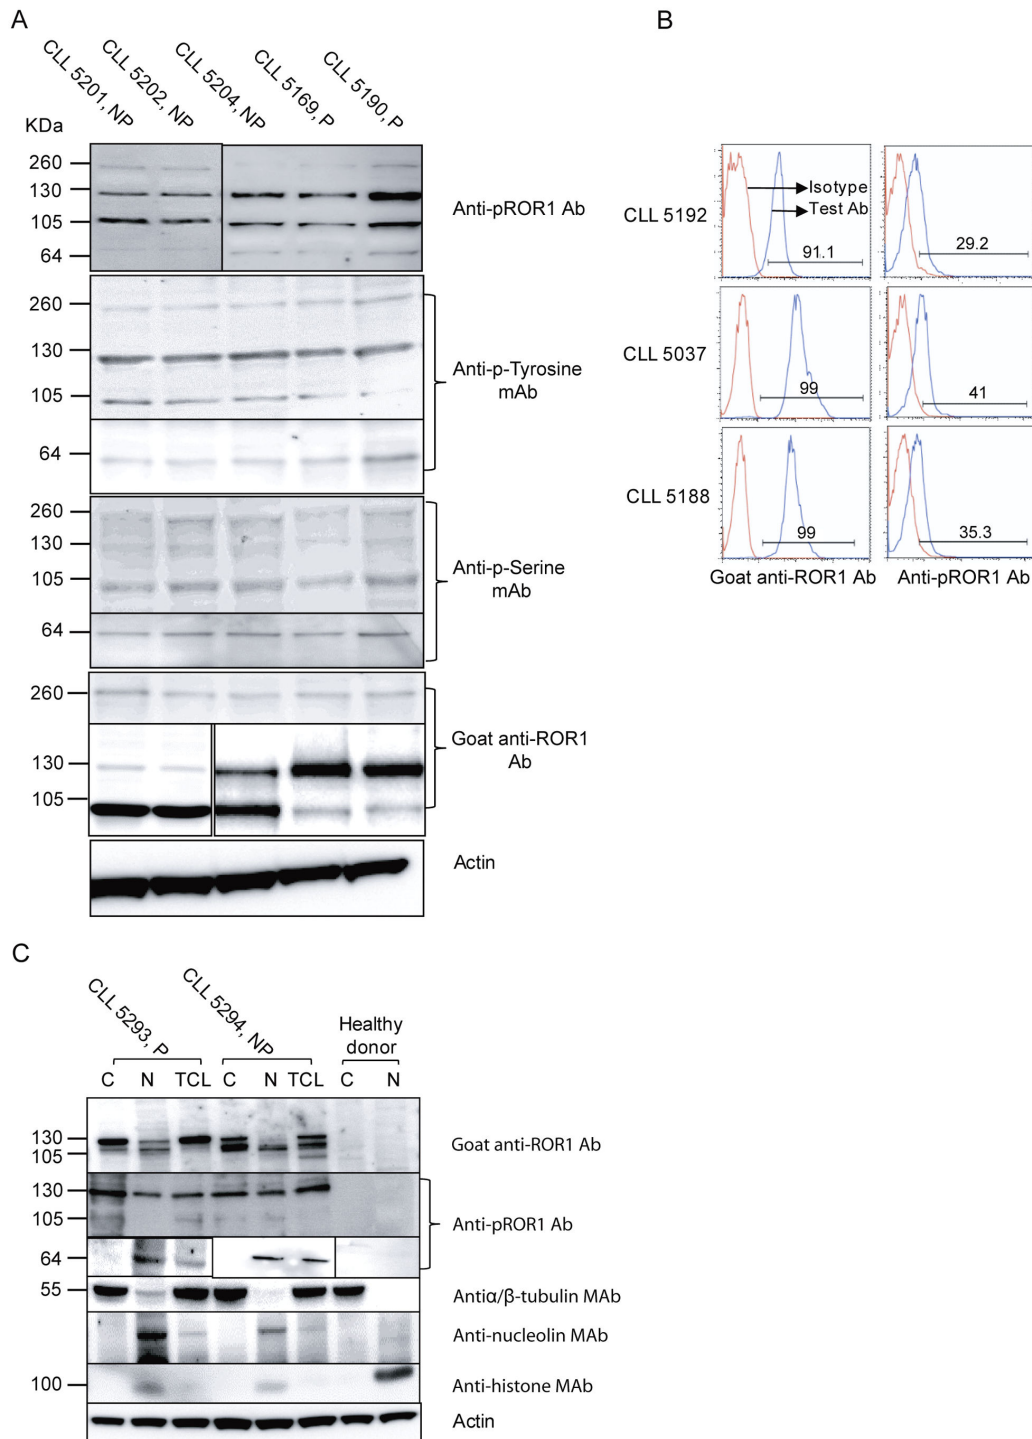 A
CLL 5201, NP
CLL 5202, NP
CLL 5204, NP
CLL 5169, P
CLL 5190, P
KDa
260
130
105
64
Anti-pROR1 Ab
260
130
105
64
Anti-p-Tyrosine
mAb
260
130
105
64
Anti-p-Serine
mAb
260
130
105
Goat anti-ROR1
Ab
Actin
B
CLL 5192
Isotype
Test Ab
91.1
29.2
CLL 5037
99
41
CLL 5188
99
35.3
Goat anti-ROR1 Ab
Anti-pROR1 Ab
C
CLL 5293, P
CLL 5294, NP
Healthy
donor
C N TCL C N TCL C N
130
105
Goat anti-ROR1 Ab
130
105
64
Anti-pROR1 Ab
55
Antiα/β-tubulin MAb
Anti-nucleolin MAb
100
Anti-histone MAb
Actin